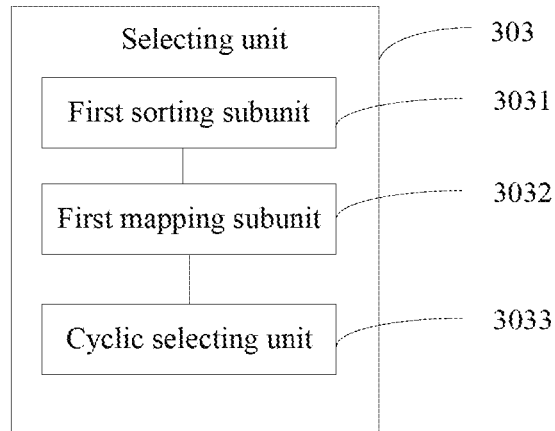 Selecting unit
303
First sorting subunit
3031
First mapping subunit
3032
Cyclic selecting unit
3033